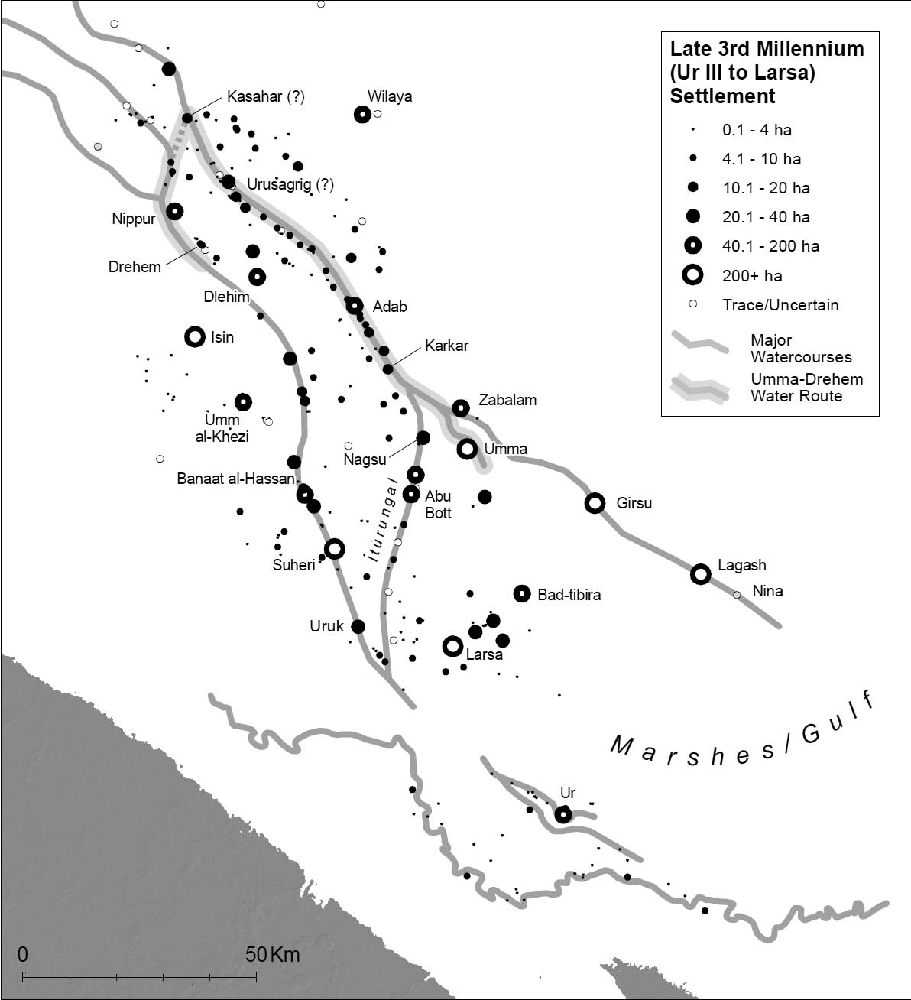 Late 3rd Millennium
(Ur III to Larsa)
Settlement
0.1 - 4 ha
4.1 - 10 ha
10.1 - 20 ha
20.1 - 40 ha
40.1 - 200 ha
200+ ha
Trace/Uncertain
Major
Watercourses
Umma-Drehem
Water Route
Kasahar (?)
Wilaya
Urusagrig (?)
Nippur
Drehem
Dlehim
Adab
Isin
Karkar
Zabalam
Umm
al-Khezi
Umma
Nagsu
Banaat al-Hassan
Iturungal
Abu
Bott
Girsu
Suheri
Lagash
Nina
Bad-tibira
Uruk
Larsa
Marshes/Gulf
Ur
0
50 Km